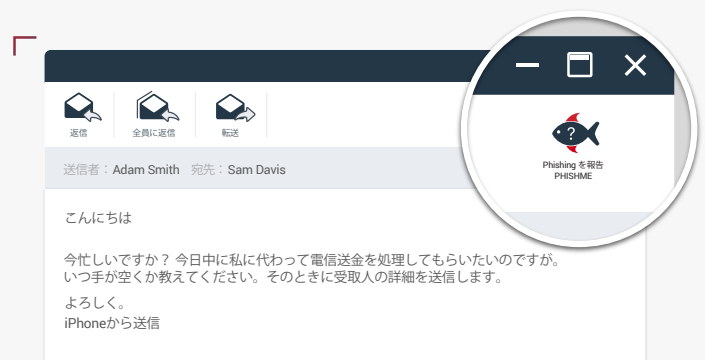 返信 全員に返信 転送
?
Phishing を報告
PHISHME
送信者：Adam Smith 宛先：Sam Davis
こんにちは
今忙しいですか？ 今日中に私に代わって電信送金を処理してもらいたいのですが。
いつ手が空くか教えてください。そのときに受取人の詳細を送信します。
よろしく。
iPhoneから送信